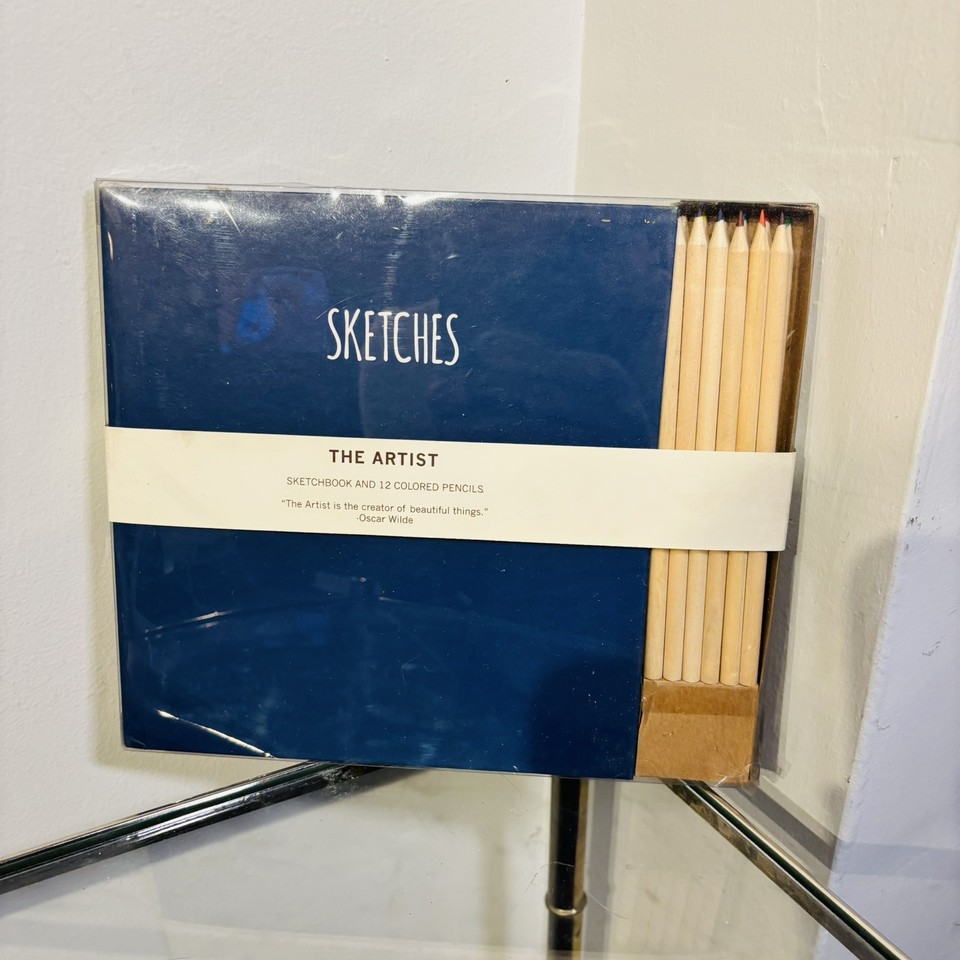 SKETCHES
THE ARTIST
SKETCHBOOK AND 12 COLORED PENCILS
"The Artist is the creator of beautiful things."
-Oscar Wilde